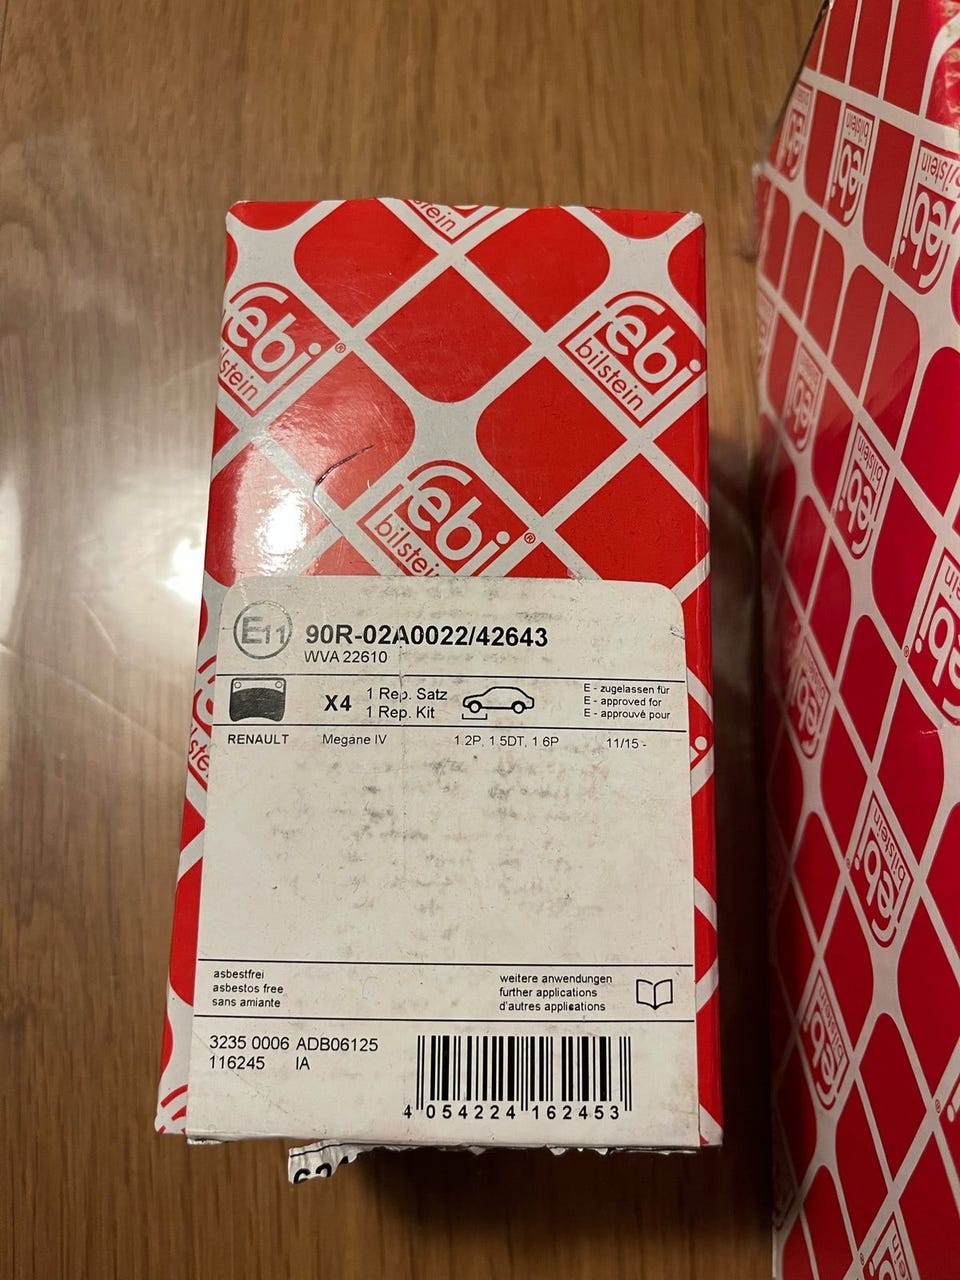 febi
bilstein
febi
bilstein
febi
bilstein
E11
90R-02A0022/42643
WVA 22610
X4
1 Rep. Satz
1 Rep. Kit
E - zugelassen für
E - approved for
E - approuvé pour
RENAULT Megane IV 1.2P, 1.5DT, 1.6P 11/15 -
asbestfrei
asbestos free
sans amiante
weitere anwendungen
further applications
d'autres applications
3235 0006 ADB06125
116245 IA
4 054224 162453